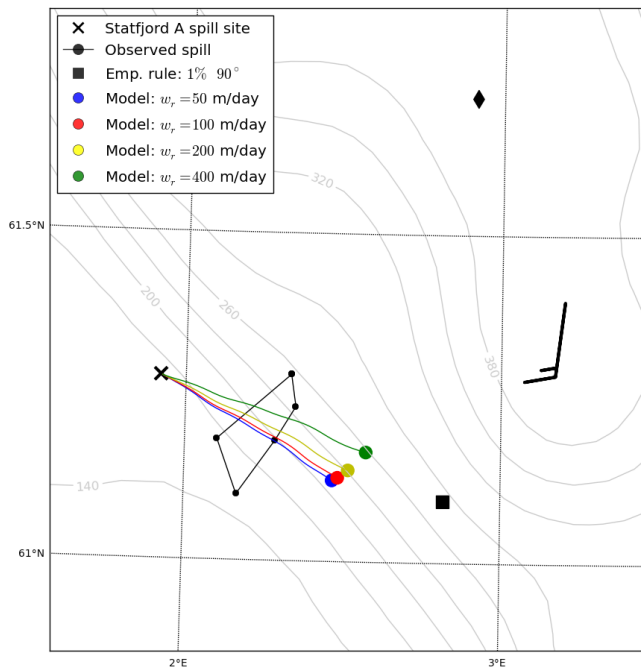 Statfjord A spill site
Observed spill
Emp. rule: 1% 90°
Model: w_r = 50 m/day
Model: w_r = 100 m/day
Model: w_r = 200 m/day
Model: w_r = 400 m/day
320
61.5°N
200
260
380
140
61°N
2°E
3°E